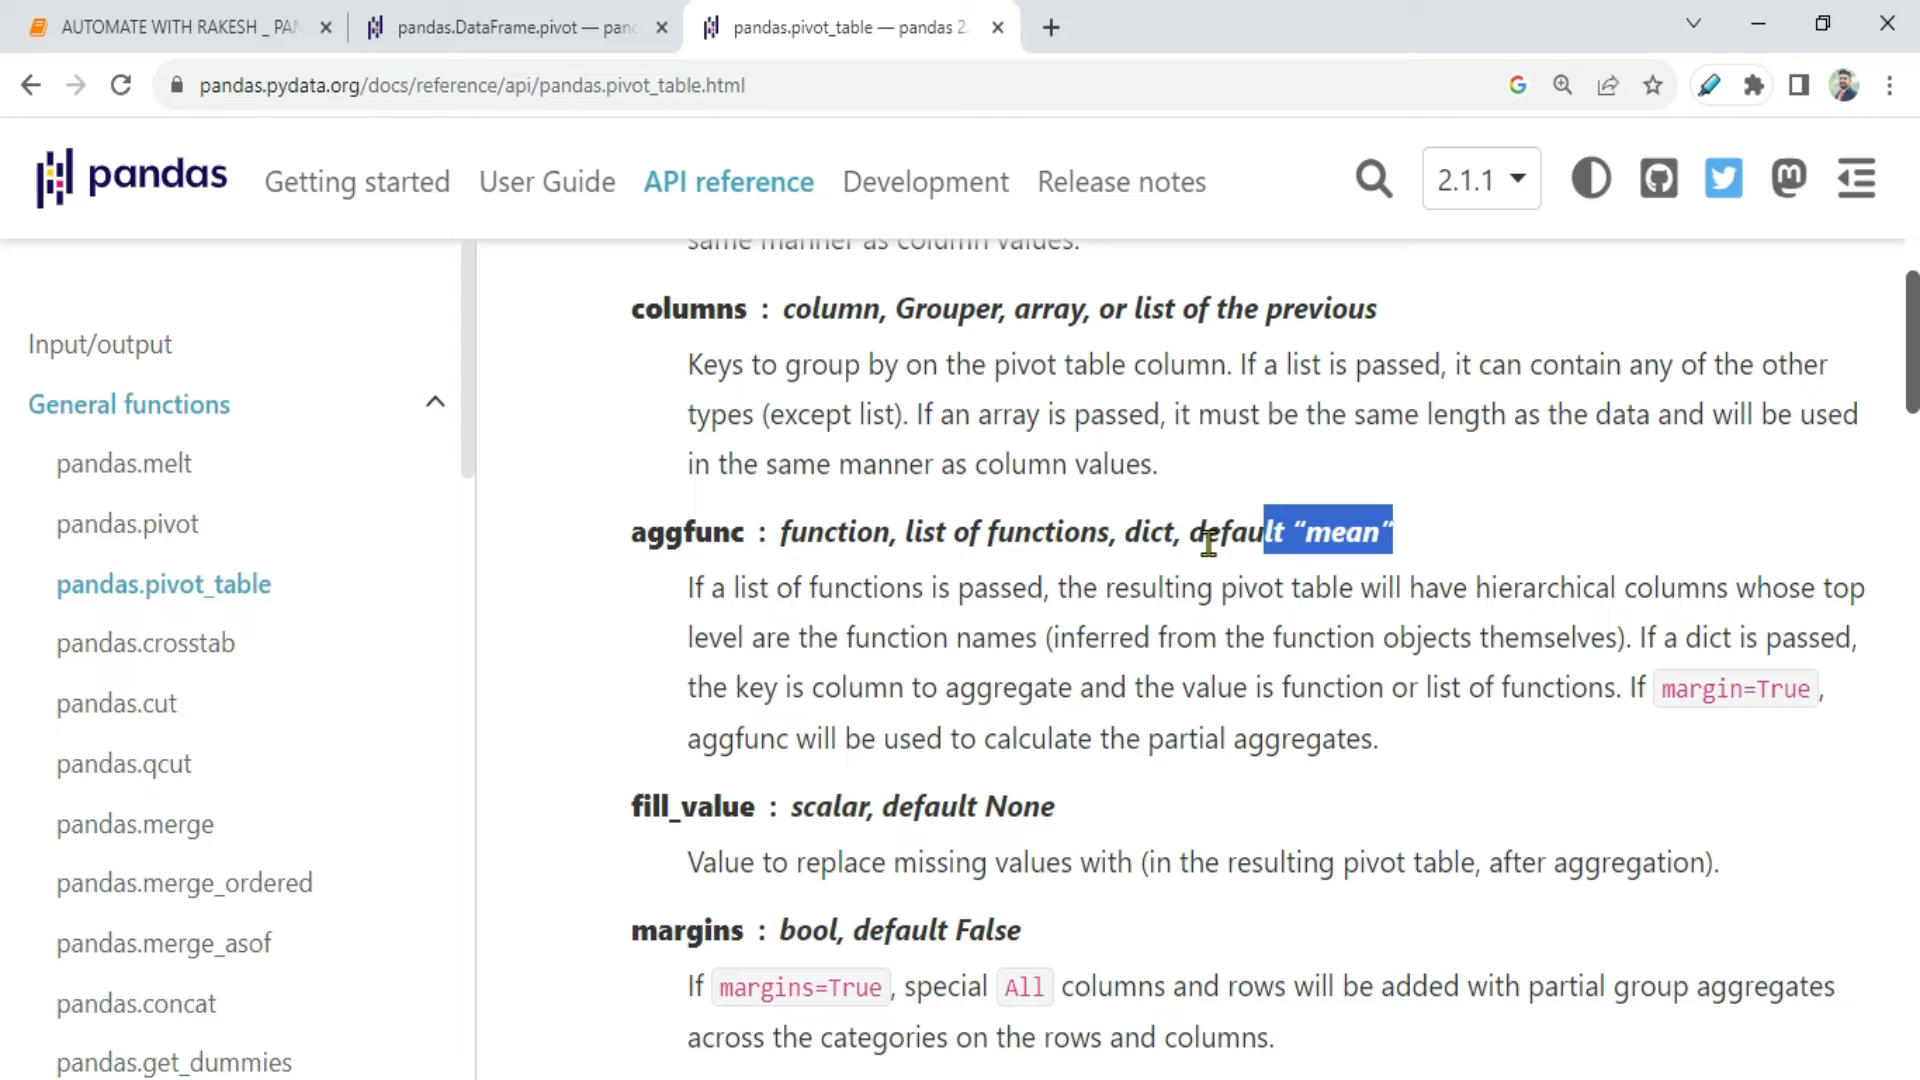 AUTOMATE WITH RAKESH _ PAN
pandas.DataFrame.pivot — pand
pandas.pivot_table — pandas 2.
pandas.pydata.org/docs/reference/api/pandas.pivot_table.html
pandas
Getting started
User Guide
API reference
Development
Release notes
2.1.1
same manner as column values.
Input/output
General functions
pandas.melt
pandas.pivot
pandas.pivot_table
pandas.crosstab
pandas.cut
pandas.qcut
pandas.merge
pandas.merge_ordered
pandas.merge_asof
pandas.concat
pandas.get_dummies
columns : column, Grouper, array, or list of the previous
Keys to group by on the pivot table column. If a list is passed, it can contain any of the other
types (except list). If an array is passed, it must be the same length as the data and will be used
in the same manner as column values.
aggfunc : function, list of functions, dict, default “mean”
If a list of functions is passed, the resulting pivot table will have hierarchical columns whose top
level are the function names (inferred from the function objects themselves). If a dict is passed,
the key is column to aggregate and the value is function or list of functions. If margin=True,
aggfunc will be used to calculate the partial aggregates.
fill_value : scalar, default None
Value to replace missing values with (in the resulting pivot table, after aggregation).
margins : bool, default False
If margins=True, special All columns and rows will be added with partial group aggregates
across the categories on the rows and columns.